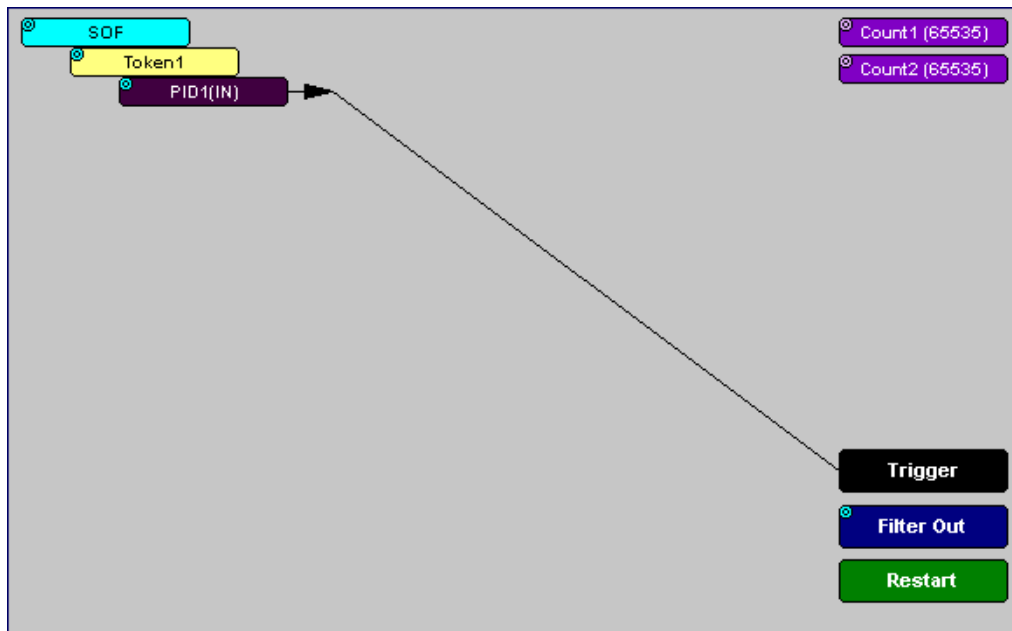 SOF
Token1
PID1(IN)
Count1 (65535)
Count2 (65535)
Trigger
Filter Out
Restart